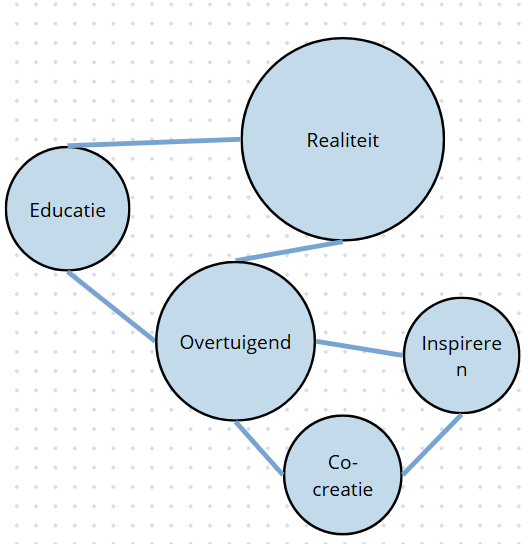 Realiteit
Educatie
Overtuigend
Inspirere
n
Co-
creatie